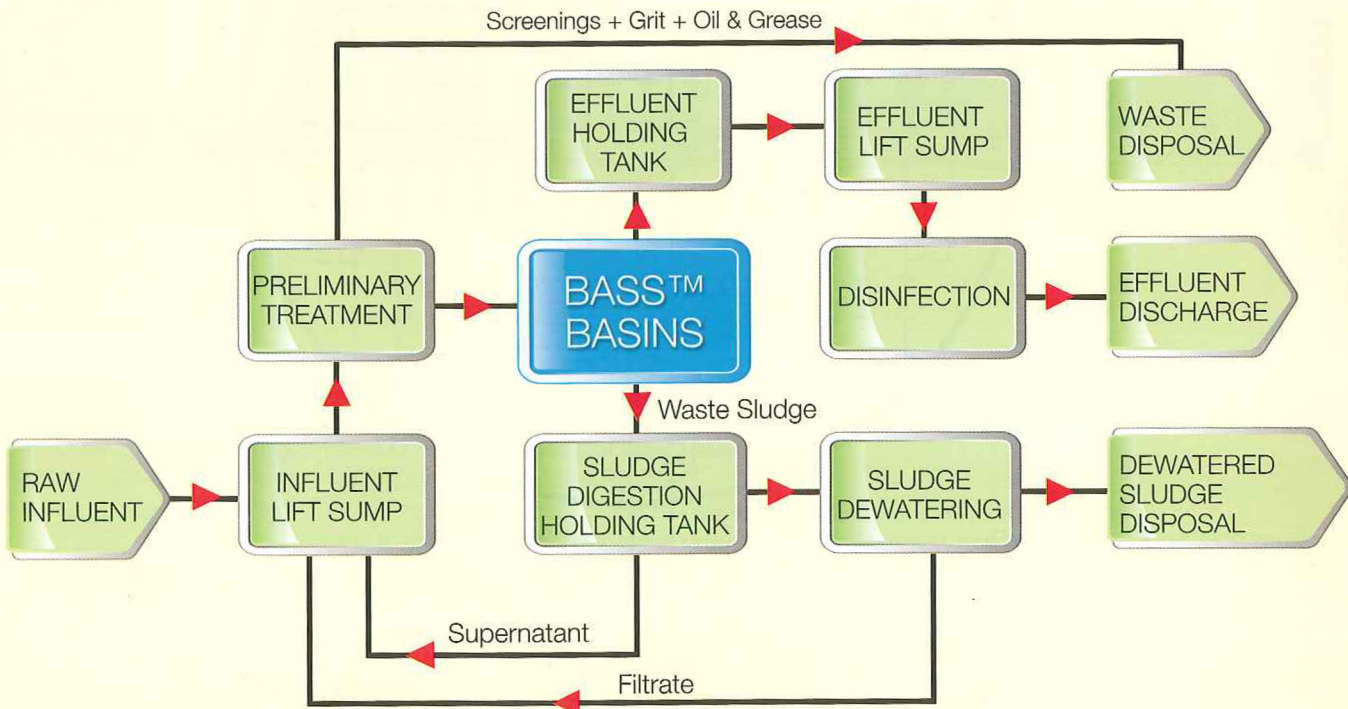 Screenings + Grit + Oil & Grease
EFFLUENT
HOLDING
TANK
EFFLUENT
LIFT SUMP
WASTE
DISPOSAL
PRELIMINARY
TREATMENT
BASS™
BASINS
DISINFECTION
EFFLUENT
DISCHARGE
Waste Sludge
RAW
INFLUENT
INFLUENT
LIFT SUMP
SLUDGE
DIGESTION
HOLDING TANK
SLUDGE
DEWATERING
DEWATERED
SLUDGE
DISPOSAL
Supernatant
Filtrate